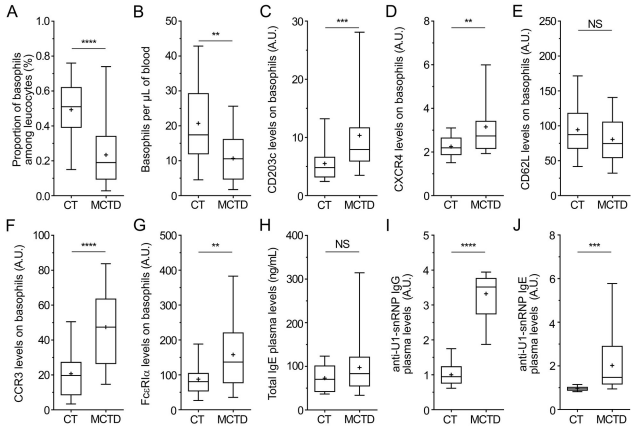 A
Proportion of basophils
among leucocytes (%)
1.0
0.8
0.6
0.4
0.2
0.0
****
CT MCTD
B
Basophils per μL of blood
50
40
30
20
10
0
**
CT MCTD
C
CD203c levels on basophils (A.U.)
30
20
10
0
***
CT MCTD
D
CXCR4 levels on basophils (A.U.)
8
6
4
2
0
**
CT MCTD
E
CD62L levels on basophils (A.U.)
250
200
150
100
50
0
NS
CT MCTD
F
CCR3 levels on basophils (A.U.)
100
80
60
40
20
0
****
CT MCTD
G
FcεRIα levels on basophils (A.U.)
500
400
300
200
100
0
**
CT MCTD
H
Total IgE plasma levels (ng/mL)
400
300
200
100
0
NS
CT MCTD
I
anti-U1-snRNP IgG
plasma levels (A.U.)
5
4
3
2
1
0
****
CT MCTD
J
anti-U1-snRNP IgE
plasma levels (A.U.)
8
6
4
2
0
***
CT MCTD